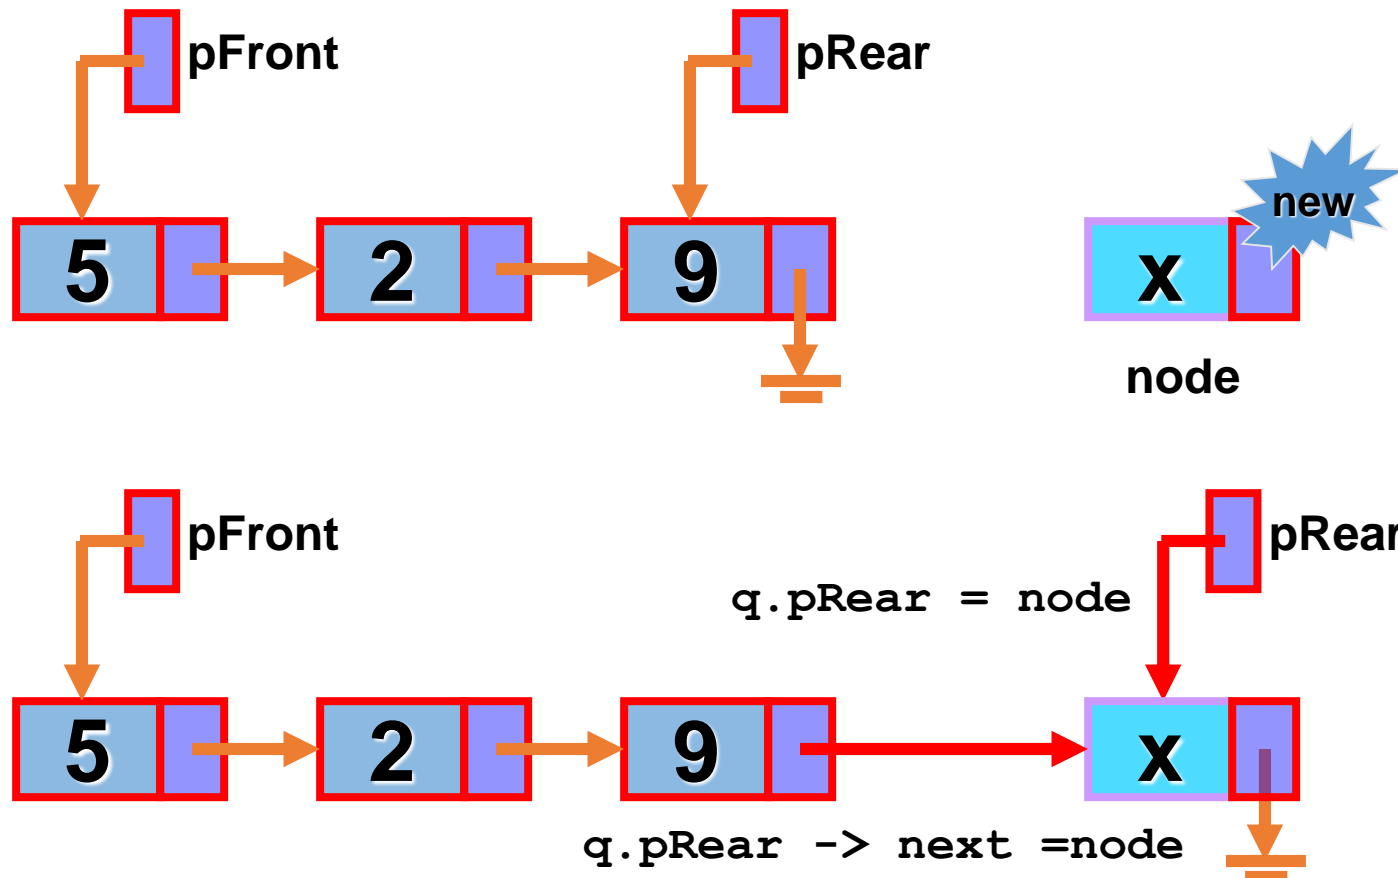 pFront
pRear
new
5
2
9
x
node
pFront
pRear
q.pRear = node
5
2
9
x
q.pRear -> next =node